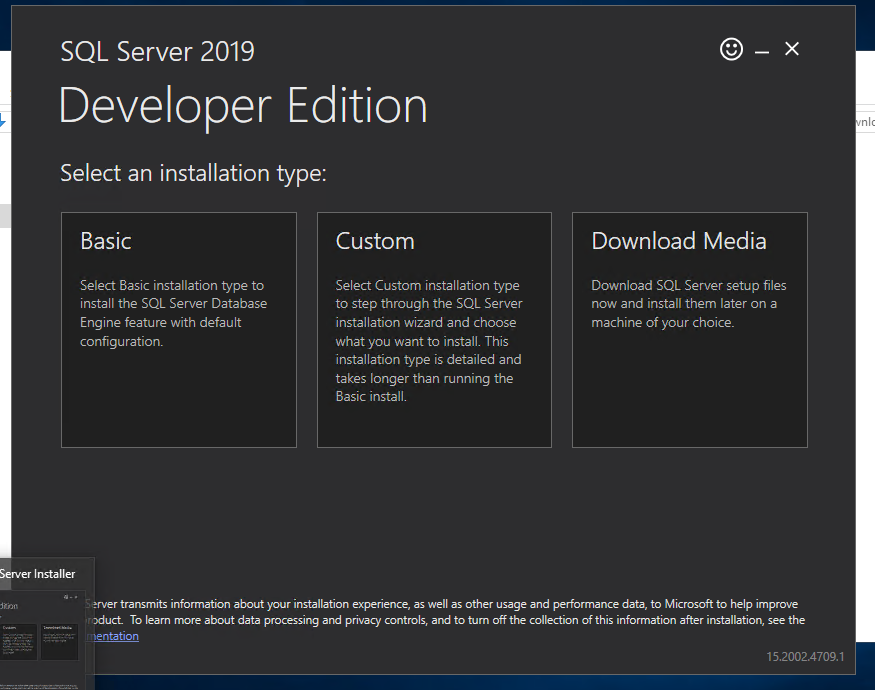 SQL Server 2019
Developer Edition
Select an installation type:
Basic
Select Basic installation type to
install the SQL Server Database
Engine feature with default
configuration.
Custom
Select Custom installation type
to step through the SQL Server
installation wizard and choose
what you want to install. This
installation type is detailed and
takes longer than running the
Basic install.
Download Media
Download SQL Server setup files
now and install them later on a
machine of your choice.
wnlo
Server Installer
dition
Custom
Download Media
Server transmits information about your installation experience, as well as other usage and performance data, to Microsoft to help improve
roduct.  To learn more about data processing and privacy controls, and to turn off the collection of this information after installation, see the
mentation
15.2002.4709.1